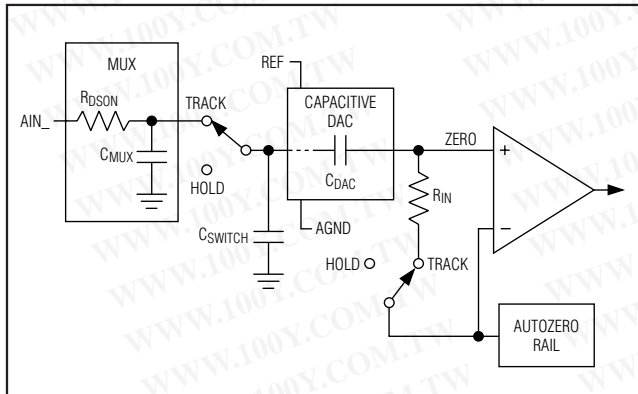 MUX
REF
RDSON
TRACK
CAPACITIVE
DAC
AIN_
ZERO
CMUX
CDAC
HOLD
RIN
CSWITCH
AGND
HOLD
TRACK
AUTOZERO
RAIL
+
−
WWW.100Y.COM.TW